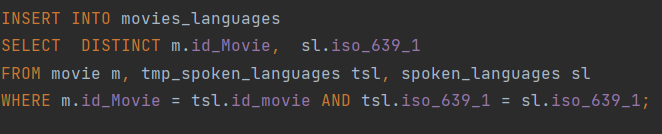 INSERT INTO movies_languages
SELECT  DISTINCT m.id_Movie,  sl.iso_639_1
FROM movie m, tmp_spoken_languages tsl, spoken_languages sl
WHERE m.id_Movie = tsl.id_movie AND tsl.iso_639_1 = sl.iso_639_1;